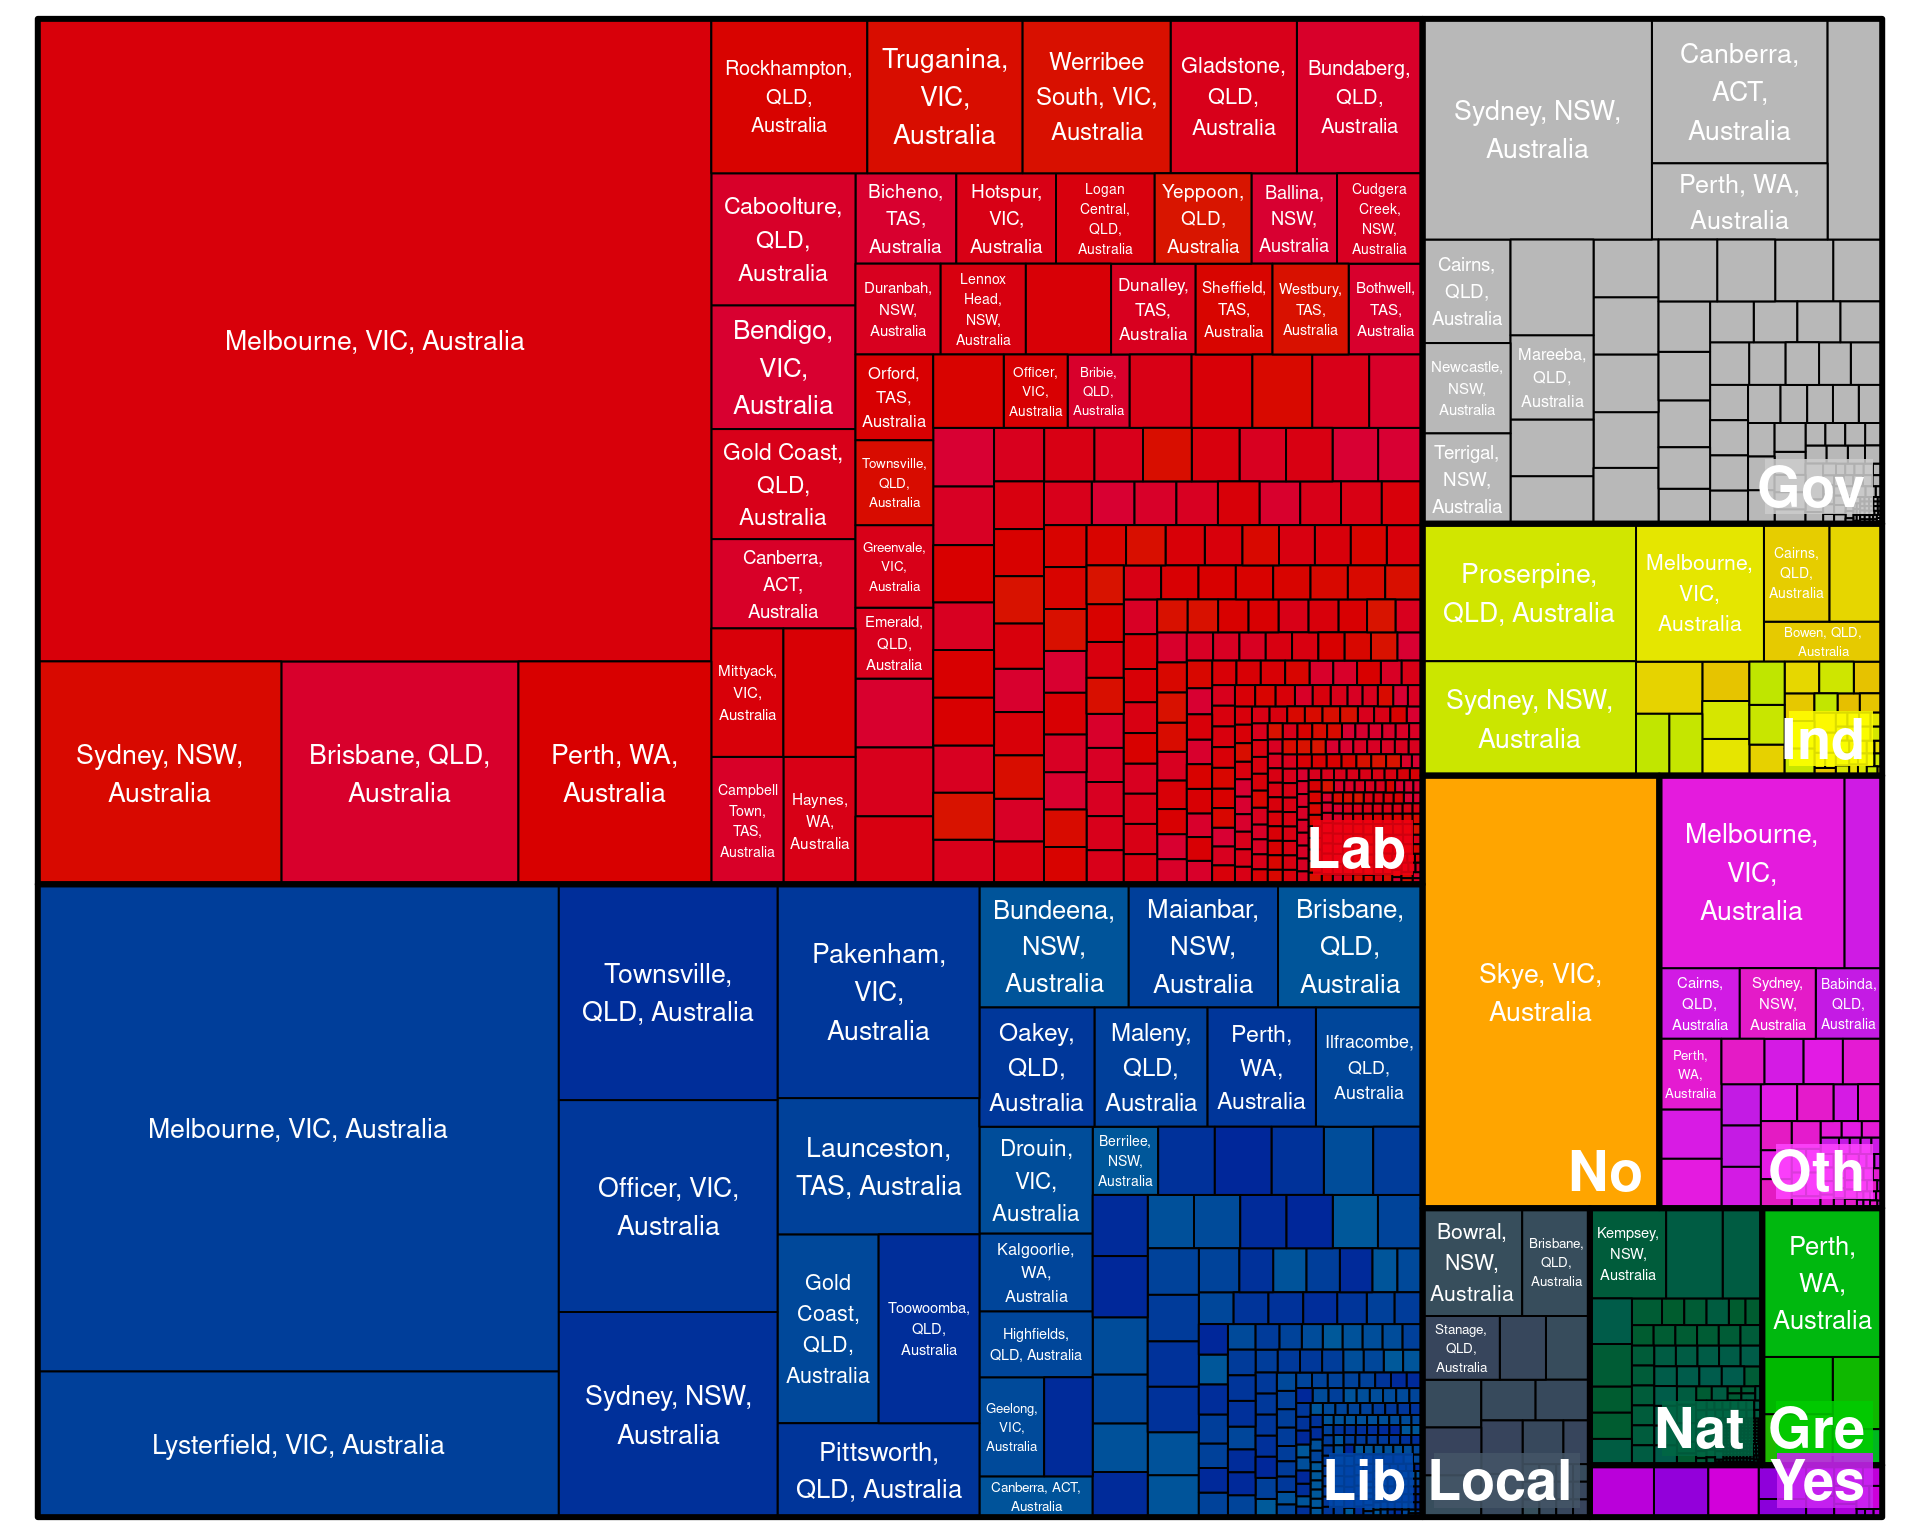 Melbourne, VIC, Australia
Sydney, NSW,
Australia
Brisbane, QLD,
Australia
Perth, WA,
Australia
Rockhampton,
QLD,
Australia
Truganina,
VIC,
Australia
Werribee
South, VIC,
Australia
Gladstone,
QLD,
Australia
Bundaberg,
QLD,
Australia
Caboolture,
QLD,
Australia
Bendigo,
VIC,
Australia
Gold Coast,
QLD,
Australia
Canberra,
ACT,
Australia
Mittyack,
VIC,
Australia
Campbell
Town,
TAS,
Australia
Haynes,
WA,
Australia
Bicheno,
TAS,
Australia
Hotspur,
VIC,
Australia
Logan
Central,
QLD,
Australia
Yeppoon,
QLD,
Australia
Ballina,
NSW,
Australia
Cudgera
Creek,
NSW,
Australia
Duranbah,
NSW,
Australia
Lennox
Head,
NSW,
Australia
Dunalley,
TAS,
Australia
Sheffield,
TAS,
Australia
Westbury,
TAS,
Australia
Bothwell,
TAS,
Australia
Orford,
TAS,
Australia
Officer,
VIC,
Australia
Bribie,
QLD,
Australia
Townsville,
QLD,
Australia
Greenvale,
VIC,
Australia
Emerald,
QLD,
Australia
Lab
Melbourne, VIC, Australia
Lysterfield, VIC, Australia
Townsville,
QLD, Australia
Officer, VIC,
Australia
Sydney, NSW,
Australia
Pakenham,
VIC,
Australia
Launceston,
TAS, Australia
Gold
Coast,
QLD,
Australia
Toowoomba,
QLD,
Australia
Pittsworth,
QLD, Australia
Bundeena,
NSW,
Australia
Maianbar,
NSW,
Australia
Brisbane,
QLD,
Australia
Oakey,
QLD,
Australia
Maleny,
QLD,
Australia
Perth,
WA,
Australia
Ilfracombe,
QLD,
Australia
Drouin,
VIC,
Australia
Berrilee,
NSW,
Australia
Kalgoorlie,
WA,
Australia
Highfields,
QLD, Australia
Geelong,
VIC,
Australia
Canberra, ACT,
Australia
Lib
Sydney, NSW,
Australia
Canberra,
ACT,
Australia
Perth, WA,
Australia
Cairns,
QLD,
Australia
Newcastle,
NSW,
Australia
Mareeba,
QLD,
Australia
Terrigal,
NSW,
Australia
Gov
Proserpine,
QLD, Australia
Sydney, NSW,
Australia
Melbourne,
VIC,
Australia
Cairns,
QLD,
Australia
Bowen, QLD,
Australia
Ind
Skye, VIC,
Australia
No
Melbourne,
VIC,
Australia
Cairns,
QLD,
Australia
Sydney,
NSW,
Australia
Babinda,
QLD,
Australia
Perth,
WA,
Australia
Oth
Bowral,
NSW,
Australia
Brisbane,
QLD,
Australia
Stanage,
QLD,
Australia
Local
Kempsey,
NSW,
Australia
Nat
Perth,
WA,
Australia
Gre
Yes